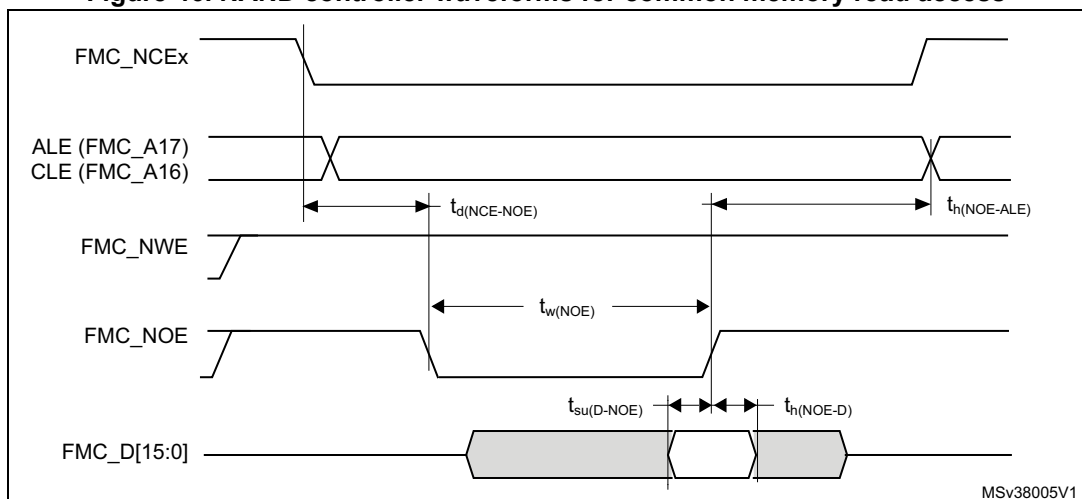 Figure 46. NAND controller waveforms for common memory read access
FMC_NCEx
ALE (FMC_A17)
CLE (FMC_A16)
td(NCE-NOE)
th(NOE-ALE)
FMC_NWE
tw(NOE)
FMC_NOE
tsu(D-NOE)
th(NOE-D)
FMC_D[15:0]
MSv38005V1